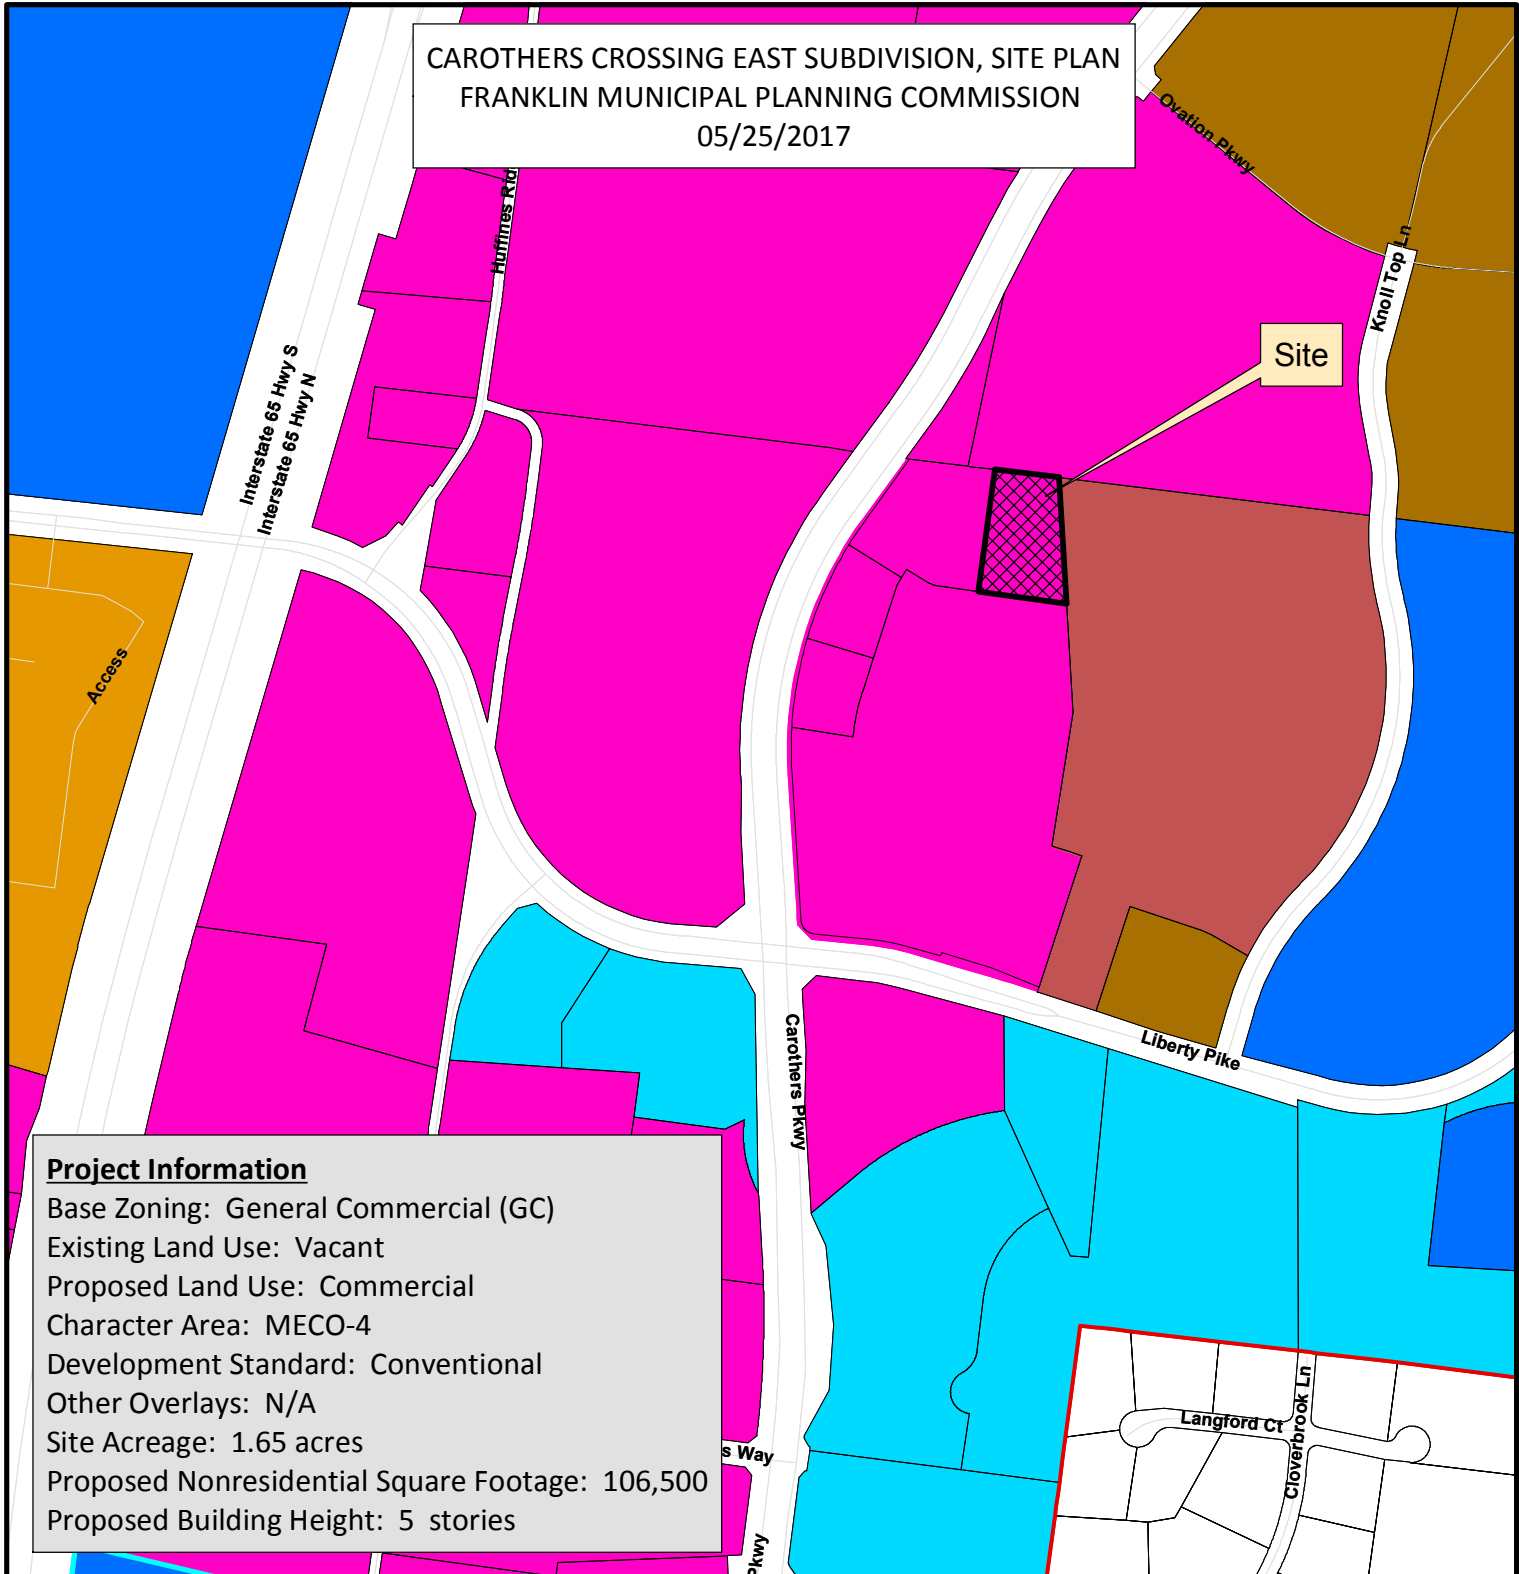 CAROTHERS CROSSING EAST SUBDIVISION, SITE PLAN
FRANKLIN MUNICIPAL PLANNING COMMISSION
05/25/2017
Ovation Pkwy
Huffines Rid
Knoll Top Ln
Site
Interstate 65 Hwy S
Interstate 65 Hwy N
Access
Carothers Pkwy
Liberty Pike
Project Information
Base Zoning: General Commercial (GC)
Existing Land Use: Vacant
Proposed Land Use: Commercial
Character Area: MECO-4
Development Standard: Conventional
Other Overlays: N/A
Site Acreage: 1.65 acres
Proposed Nonresidential Square Footage: 106,500
Proposed Building Height: 5 stories
s Way
Pkwy
Langford Ct
Cloverbrook Ln